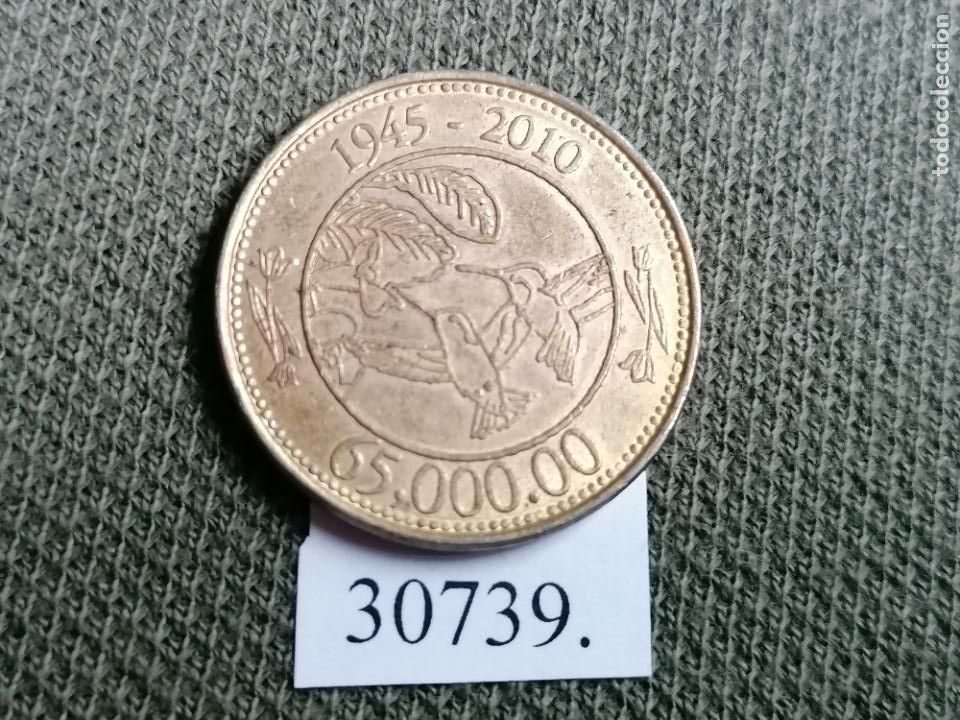 1945 - 2010
65.000.00
30739.
todocoleccion